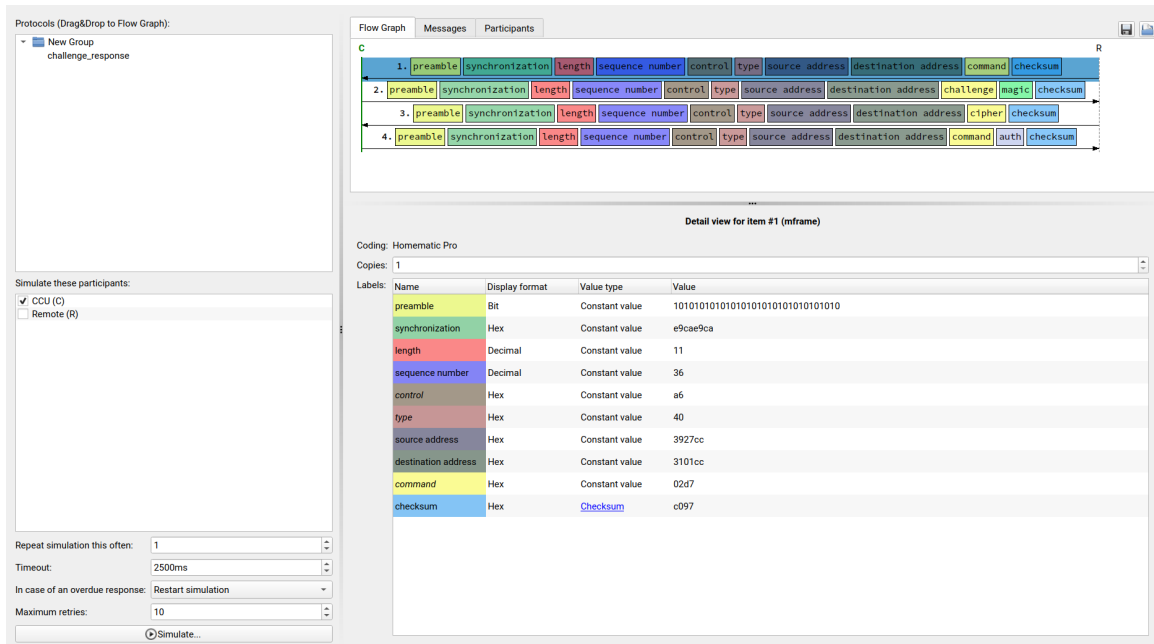 Protocols (Drag&Drop to Flow Graph):
New Group
challenge_response
Simulate these participants:
CCU (C)
Remote (R)
Repeat simulation this often: 1
Timeout: 2500ms
In case of an overdue response: Restart simulation
Maximum retries: 10
Simulate...
Flow Graph Messages Participants
C R
1. preamble synchronization length sequence number control type source address destination address command checksum
2. preamble synchronization length sequence number control type source address destination address challenge magic checksum
3. preamble synchronization length sequence number control type source address destination address cipher checksum
4. preamble synchronization length sequence number control type source address destination address command auth checksum
Detail view for item #1 (mframe)
Coding: Homematic Pro
Copies: 1
Labels: Name Display format Value type Value
preamble Bit Constant value 10101010101010101010101010101010
synchronization Hex Constant value e9cae9ca
length Decimal Constant value 11
sequence number Decimal Constant value 36
control Hex Constant value a6
type Hex Constant value 40
source address Hex Constant value 3927cc
destination address Hex Constant value 3101cc
command Hex Constant value 02d7
checksum Hex Checksum c097